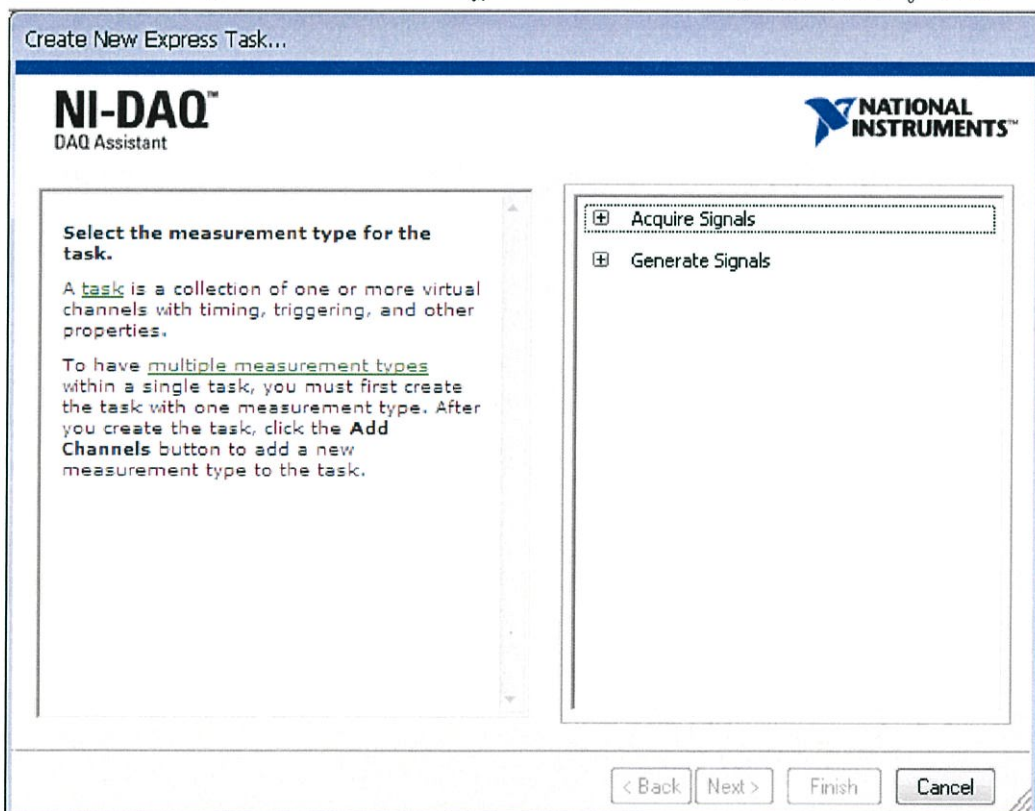 Create New Express Task...
NI-DAQ™
DAQ Assistant
NATIONAL
INSTRUMENTS™
Select the measurement type for the
task.
A task is a collection of one or more virtual
channels with timing, triggering, and other
properties.
To have multiple measurement types
within a single task, you must first create
the task with one measurement type. After
you create the task, click the Add
Channels button to add a new
measurement type to the task.
Acquire Signals
Generate Signals
< Back
Next >
Finish
Cancel